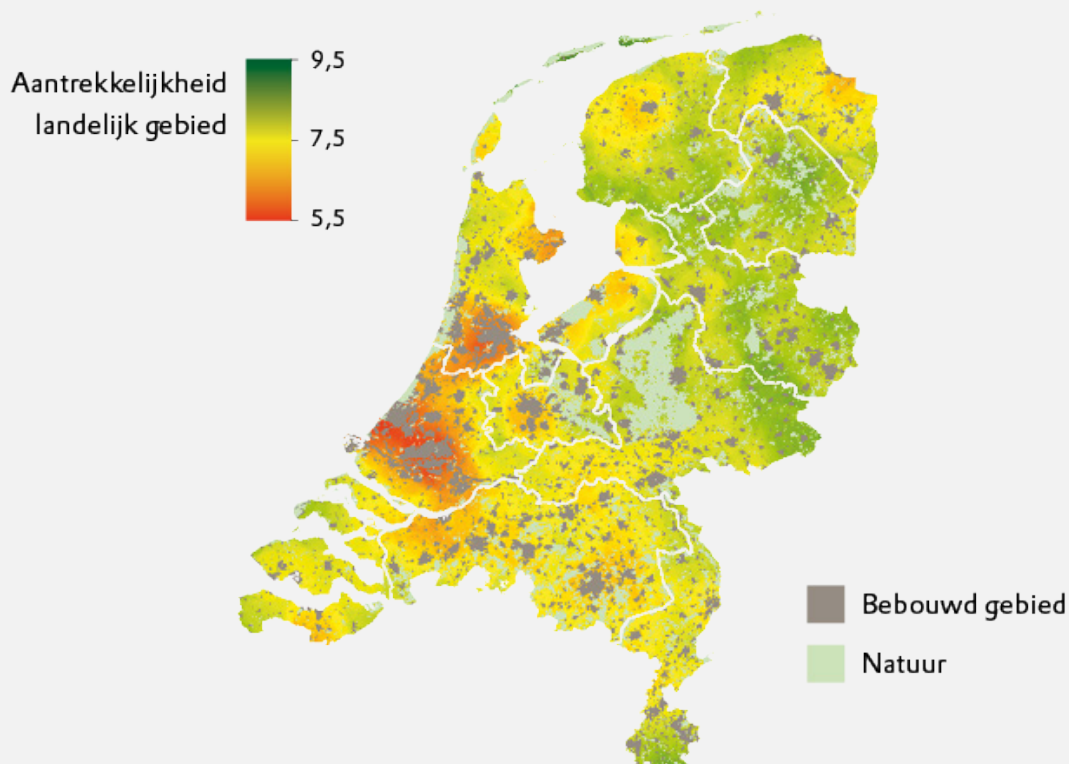 Aantrekkelijkheid
landelijk gebied
9,5
7,5
5,5
Bebouwd gebied
Natuur